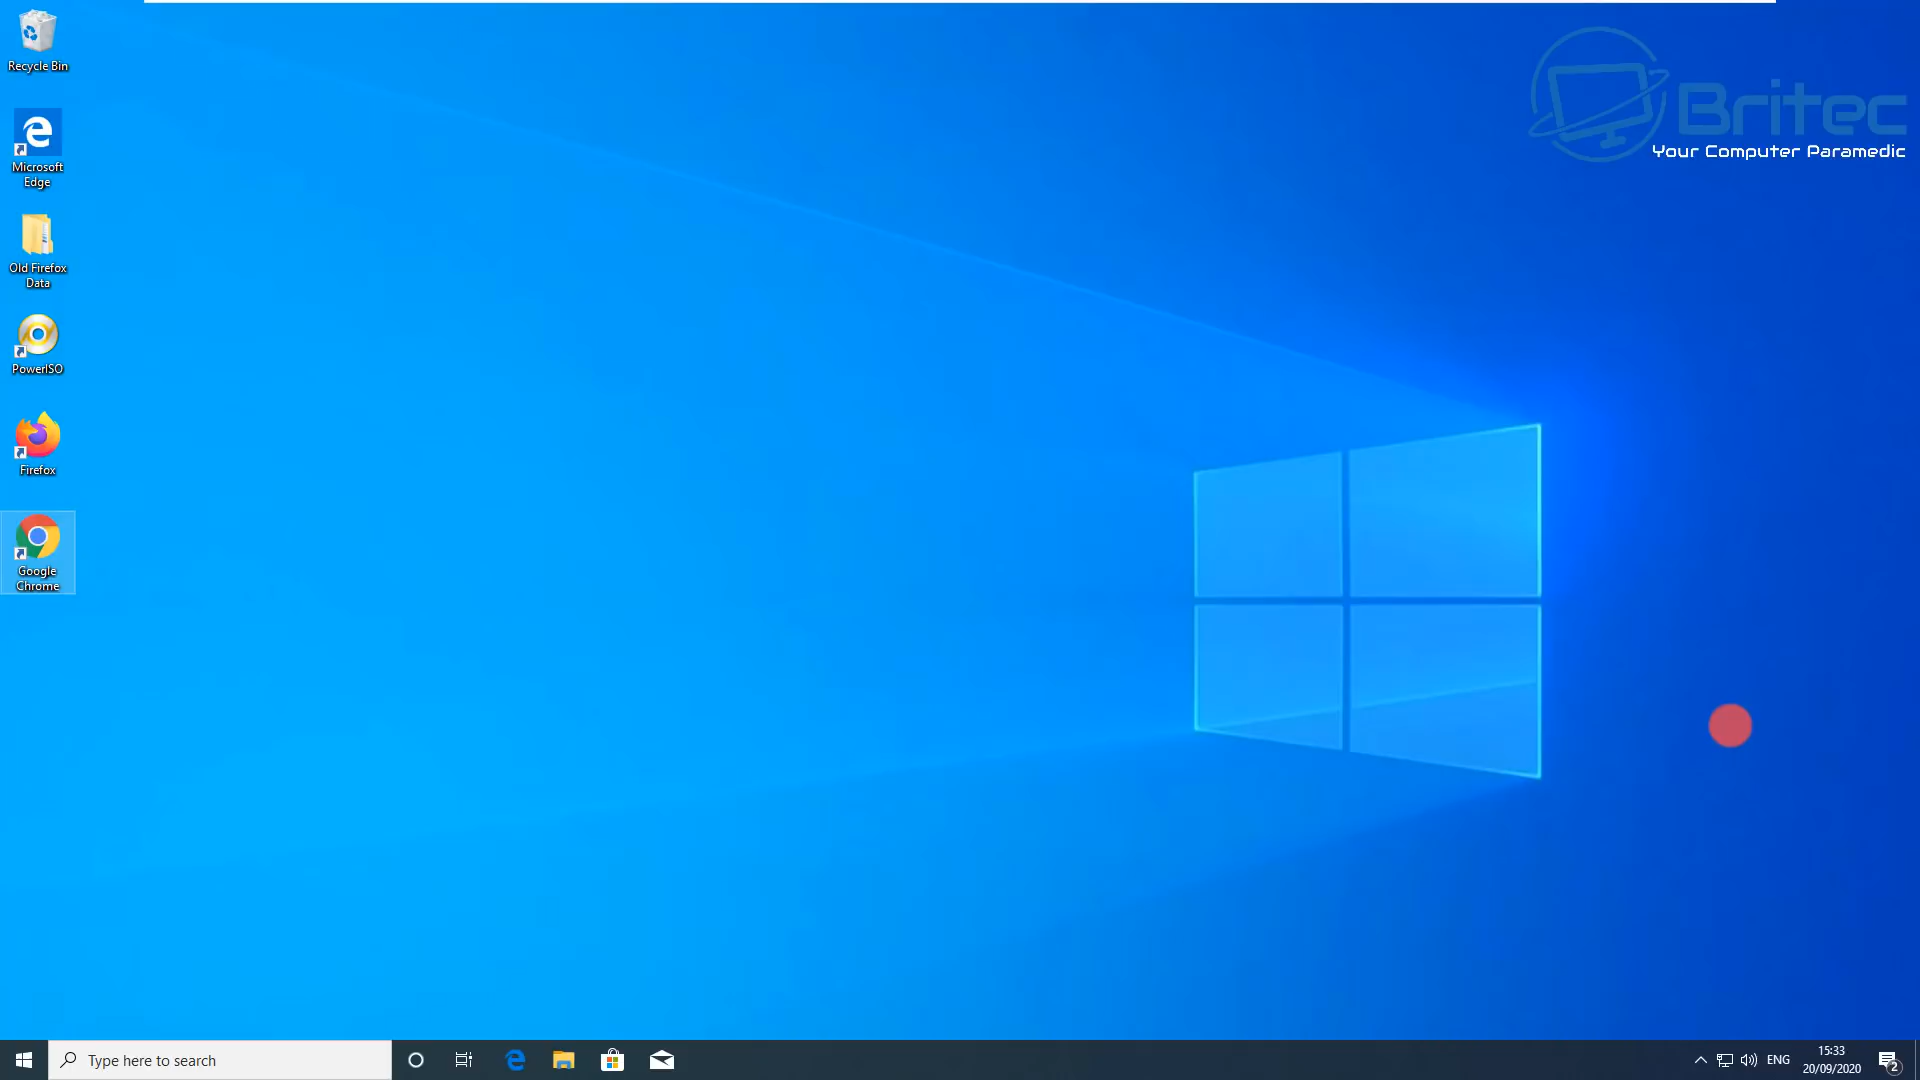 Recycle Bin
Microsoft
Edge
Old Firefox
Data
PowerISO
Firefox
Google
Chrome
Britec
Your Computer Paramedic
Type here to search
ENG
15:33
20/09/2020
2